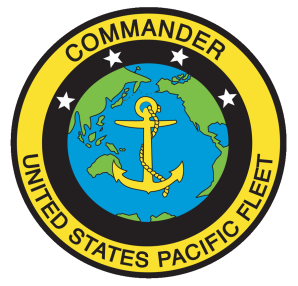 COMMANDER
UNITED STATES PACIFIC FLEET